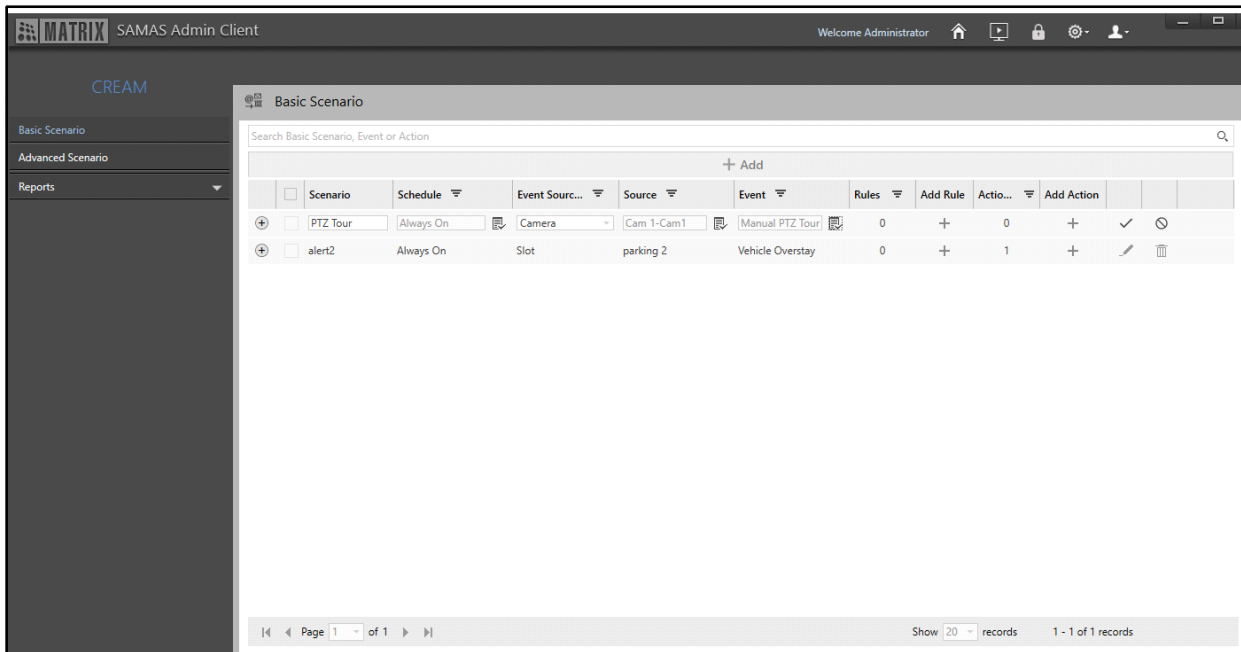 MATRIX SAMAS Admin Client Welcome Administrator
CREAM
Basic Scenario
Basic Scenario
Advanced Scenario
Reports
Search Basic Scenario, Event or Action
+ Add
Scenario Schedule Event Sourc... Source Event Rules Add Rule Actio... Add Action
PTZ Tour Always On Camera Cam 1-Cam1 Manual PTZ Tour 0 + 0 +
alert2 Always On Slot parking 2 Vehicle Overstay 0 + 1 +
Page 1 of 1 Show 20 records 1 - 1 of 1 records